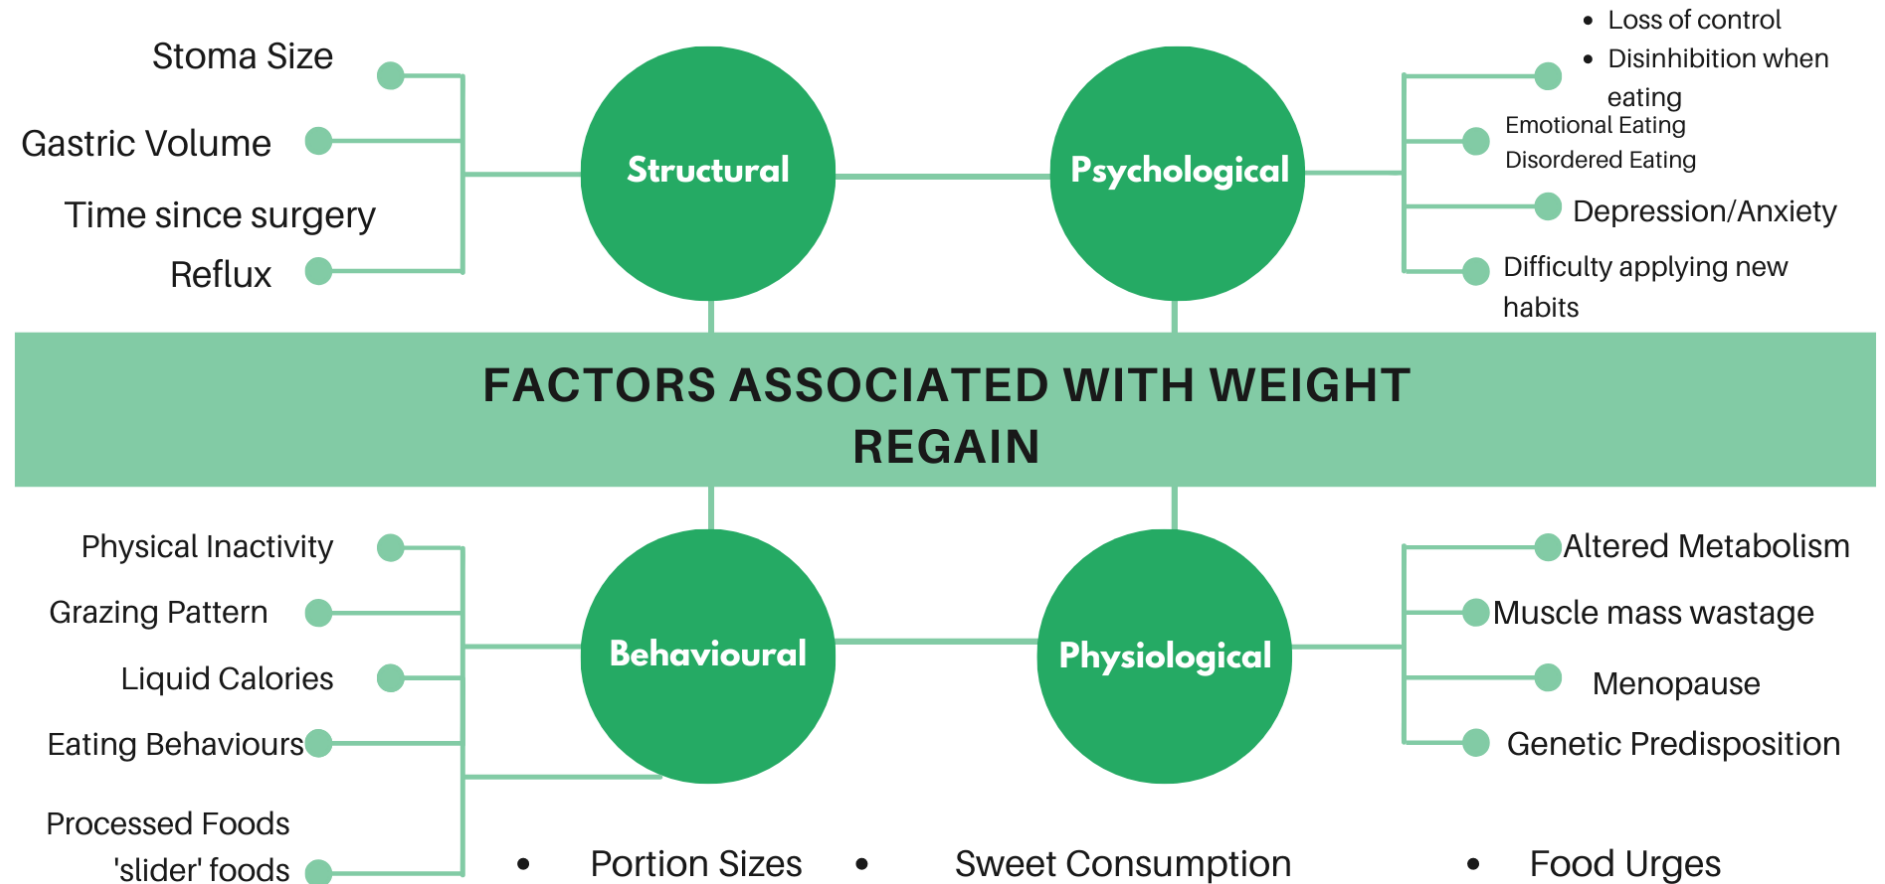 Stoma Size
Gastric Volume
Time since surgery
Reflux
Structural
Psychological
• Loss of control
• Disinhibition when
eating
Emotional Eating
Disordered Eating
Depression/Anxiety
Difficulty applying new
habits
FACTORS ASSOCIATED WITH WEIGHT
REGAIN
Physical Inactivity
Grazing Pattern
Liquid Calories
Eating Behaviours
Processed Foods
'slider' foods
Behavioural
Physiological
Altered Metabolism
Muscle mass wastage
Menopause
Genetic Predisposition
• Portion Sizes
• Sweet Consumption
• Food Urges